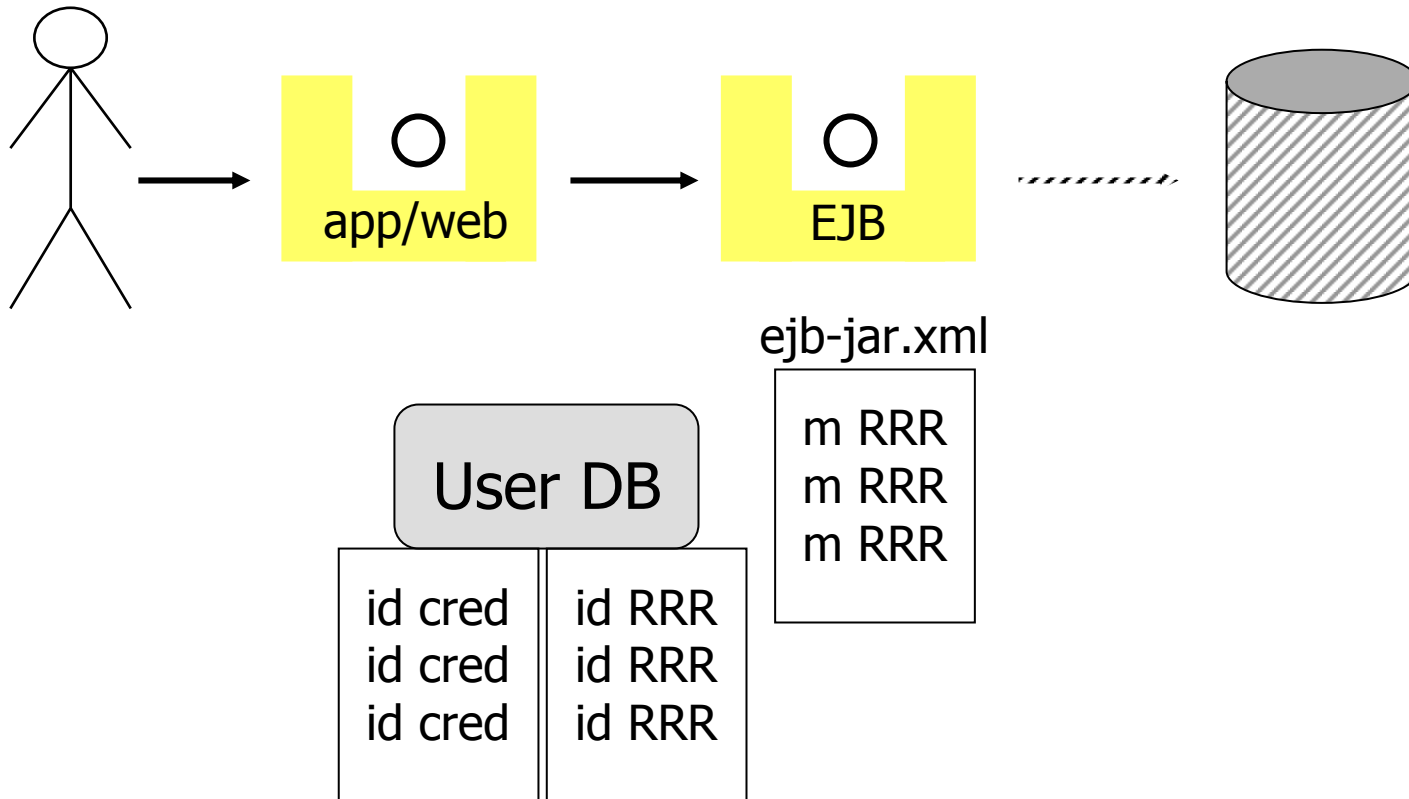 app/web
EJB
ejb-jar.xml
m RRR
m RRR
m RRR
User DB
id cred
id cred
id cred
id RRR
id RRR
id RRR